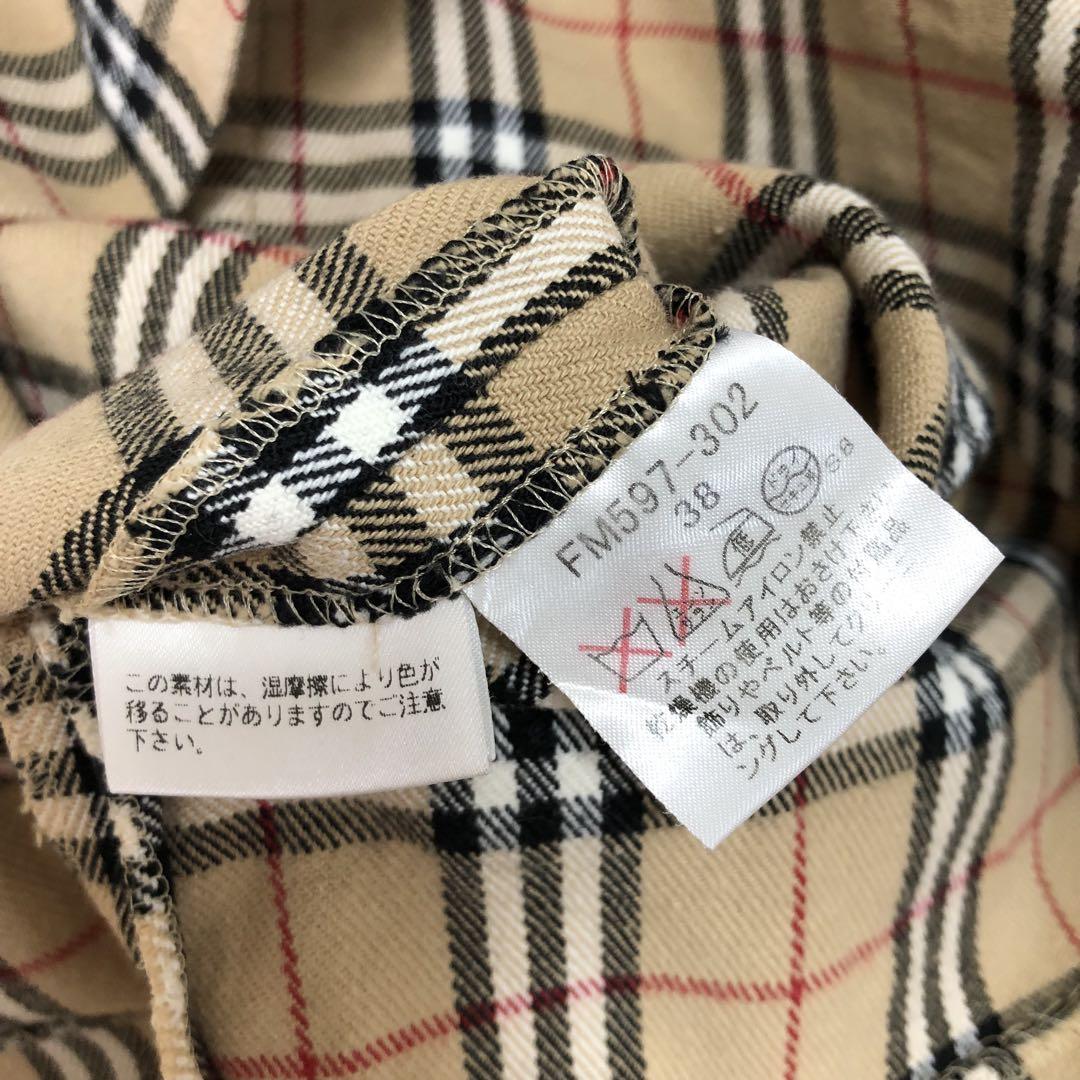 FM597-302
38
スチームアイロン禁止
乾燥機の使用はおさけ下さい
飾りやベルト等の付属品
は、取り外してクリーニ
ングして下さい。
この素材は、湿摩擦により色が
移ることがありますのでご注意
下さい。